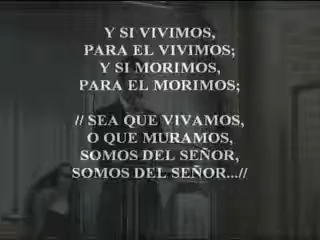 Y SI VIVIMOS,
PARA EL VIVIMOS;
Y SI MORIMOS,
PARA EL MORIMOS;
// SEA QUE VIVAMOS,
O QUE MURAMOS,
SOMOS DEL SEÑOR,
SOMOS DEL SEÑOR...//